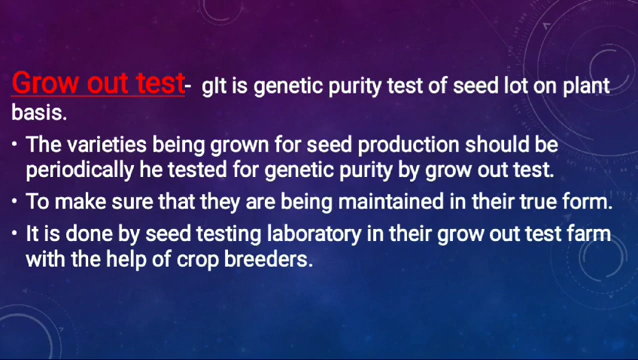 Grow out test- gIt is genetic purity test of seed lot on plant
basis.
• The varieties being grown for seed production should be
periodically he tested for genetic purity by grow out test.
• To make sure that they are being maintained in their true form.
• It is done by seed testing laboratory in their grow out test farm
with the help of crop breeders.